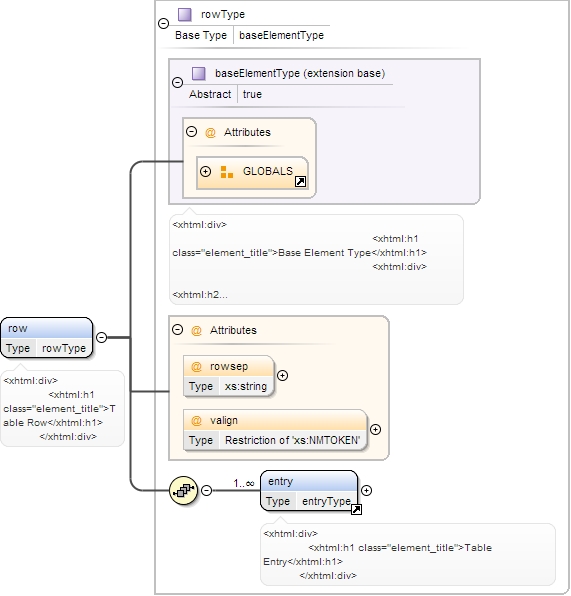 rowType
Base Type baseElementType
baseElementType (extension base)
Abstract true
@ Attributes
GLOBALS
<xhtml:div>
<xhtml:h1
class="element_title">Base Element Type</xhtml:h1>
<xhtml:div>
<xhtml:h2...
row
Type rowType
<xhtml:div>
<xhtml:h1
class="element_title">T
able Row</xhtml:h1>
</xhtml:div>
@ Attributes
@ rowsep
Type xs:string
@ valign
Type Restriction of 'xs:NMTOKEN'
1..∞
entry
Type entryType
<xhtml:div>
<xhtml:h1 class="element_title">Table
Entry</xhtml:h1>
</xhtml:div>